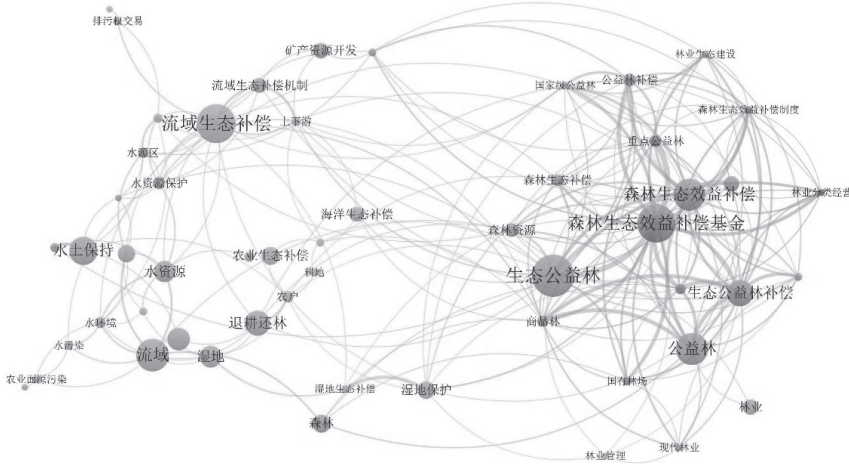 排污权交易
矿产资源开发
林业生态建设
流域生态补偿机制
国家级公益林
公益林补偿
森林生态效益补偿制度
流域生态补偿
上下游
重点公益林
水源区
水资源保护
森林生态补偿
森林生态效益补偿
林业分类经营
海洋生态补偿
森林资源
森林生态效益补偿基金
水土保持
农业生态补偿
水资源
耕地
生态公益林
农户
生态公益林补偿
水环境
退耕还林
商品林
水污染
流域
湿地
公益林
农业面源污染
湿地生态补偿
湿地保护
国有林场
林业
森林
现代林业
林业管理